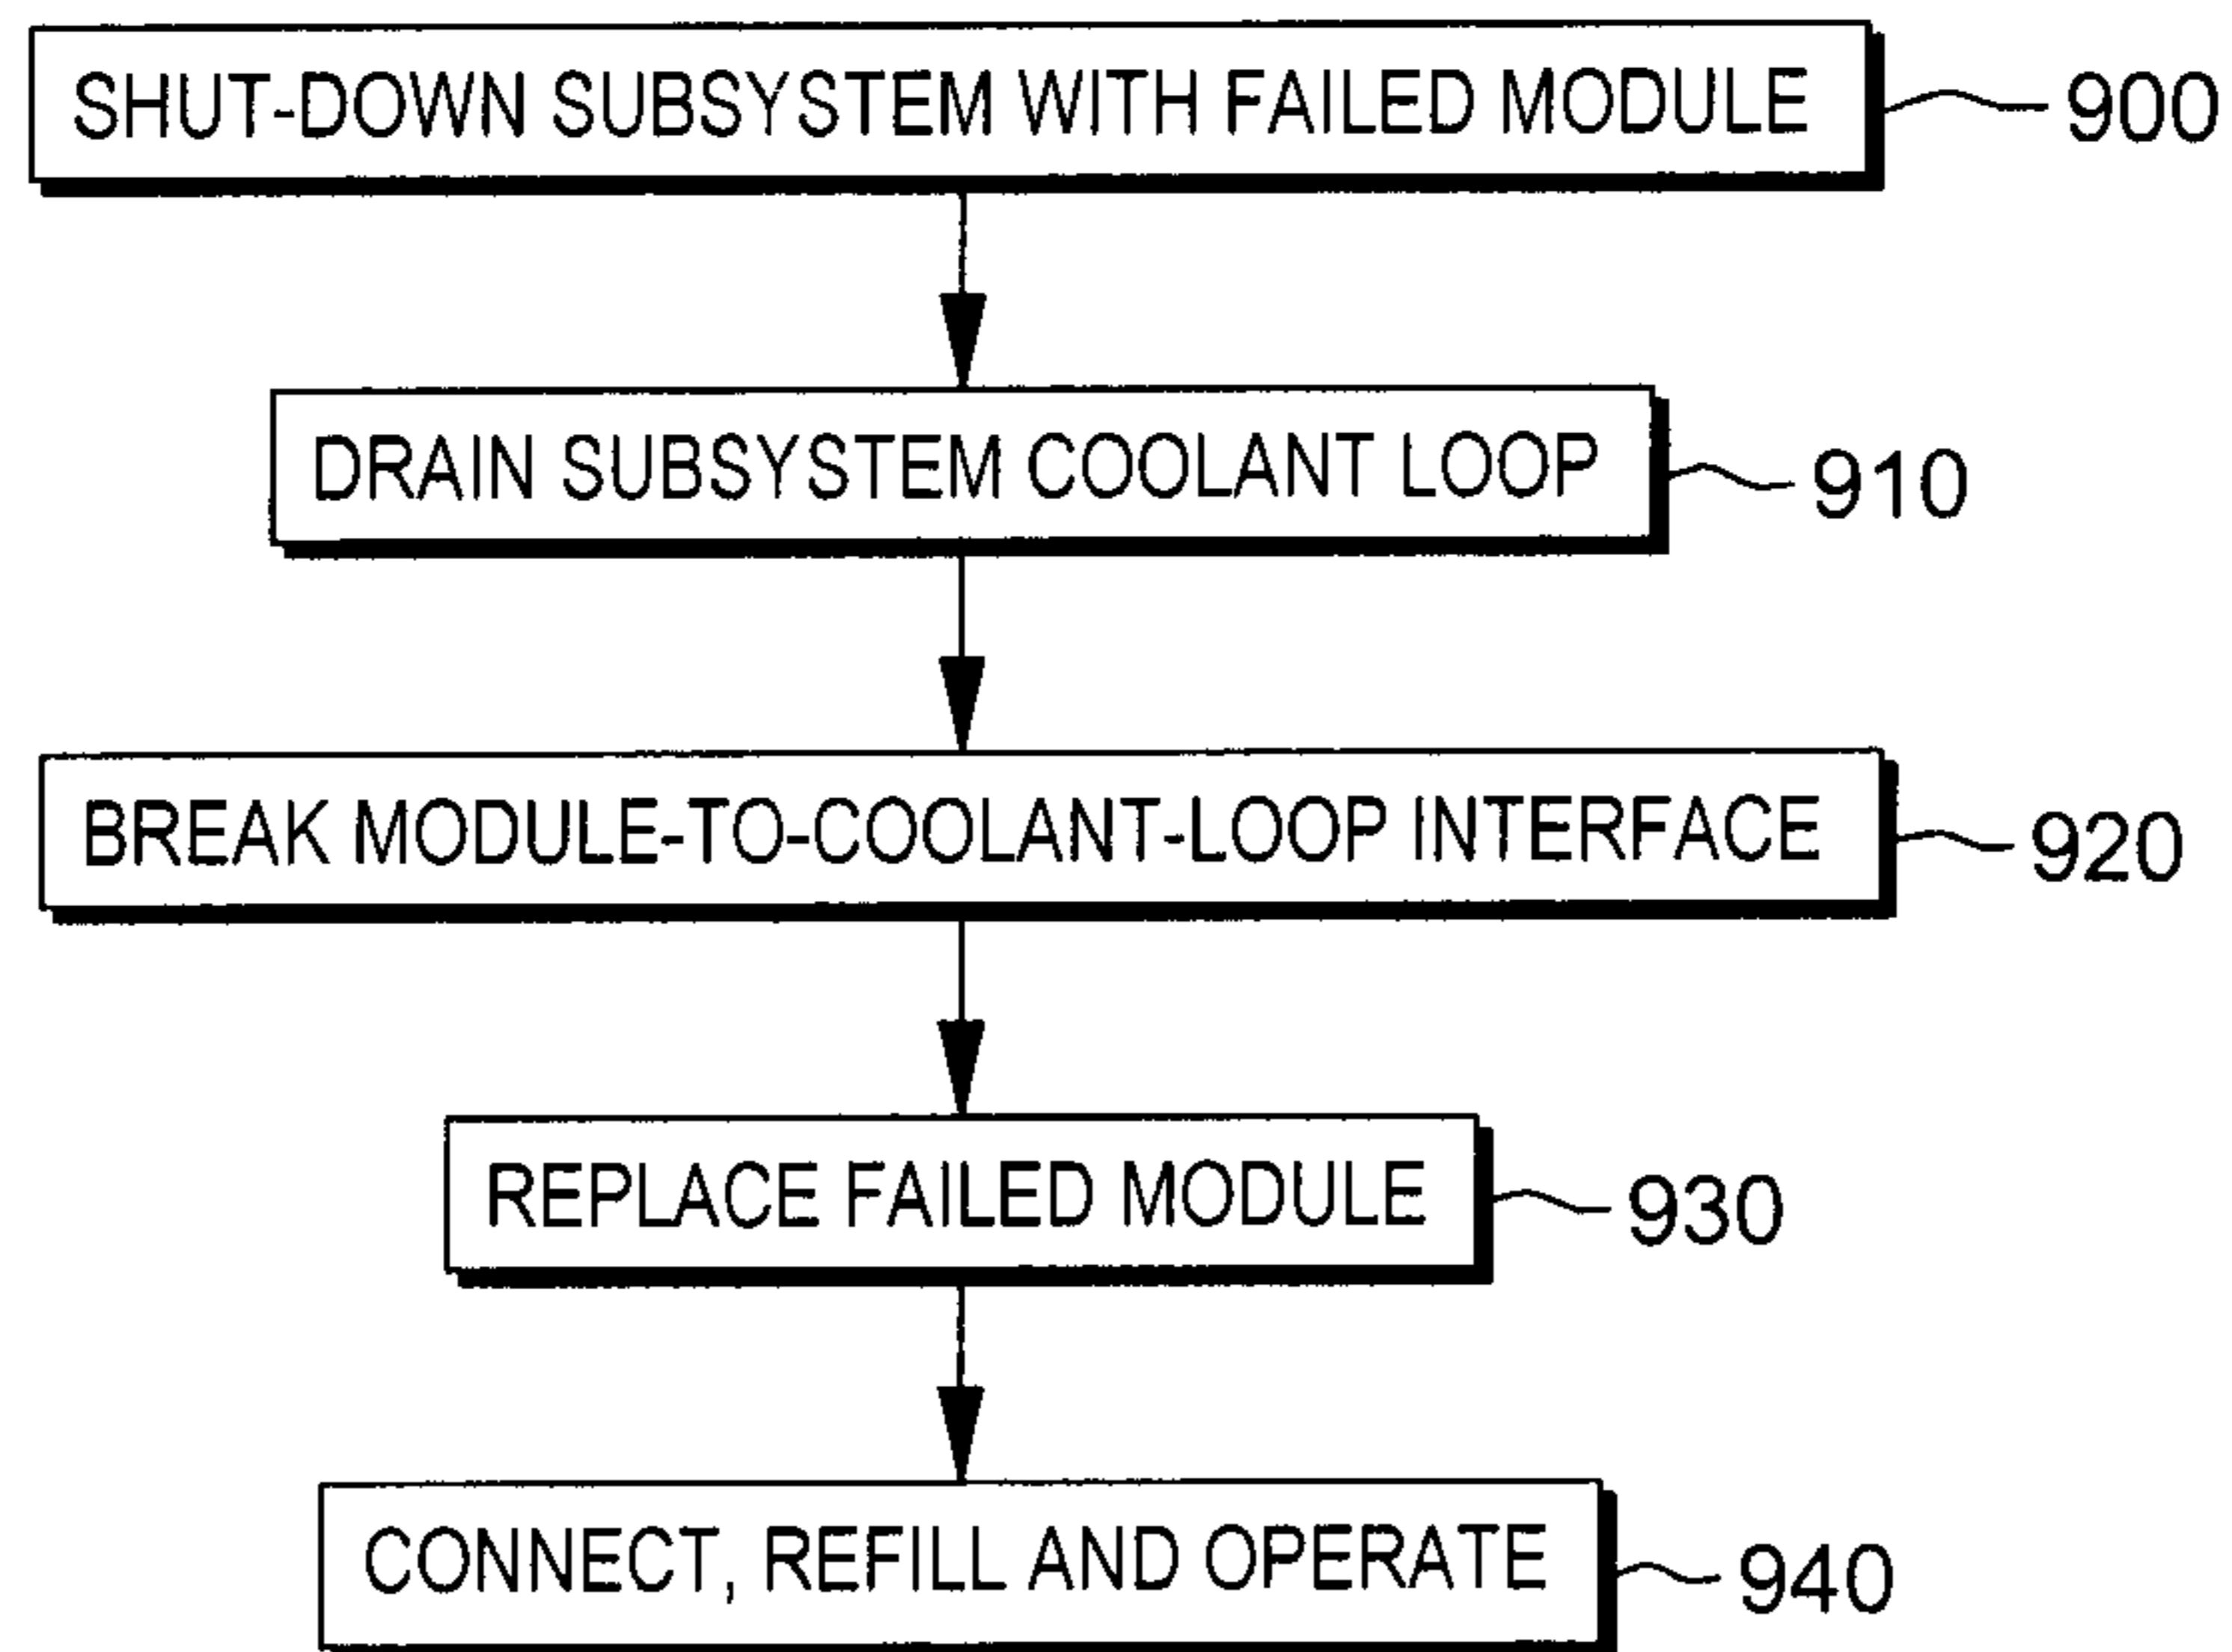 SHUT-DOWN SUBSYSTEM WITH FAILED MODULE 900
DRAIN SUBSYSTEM COOLANT LOOP 910
BREAK MODULE-TO-COOLANT-LOOP INTERFACE 920
REPLACE FAILED MODULE 930
CONNECT, REFILL AND OPERATE 940